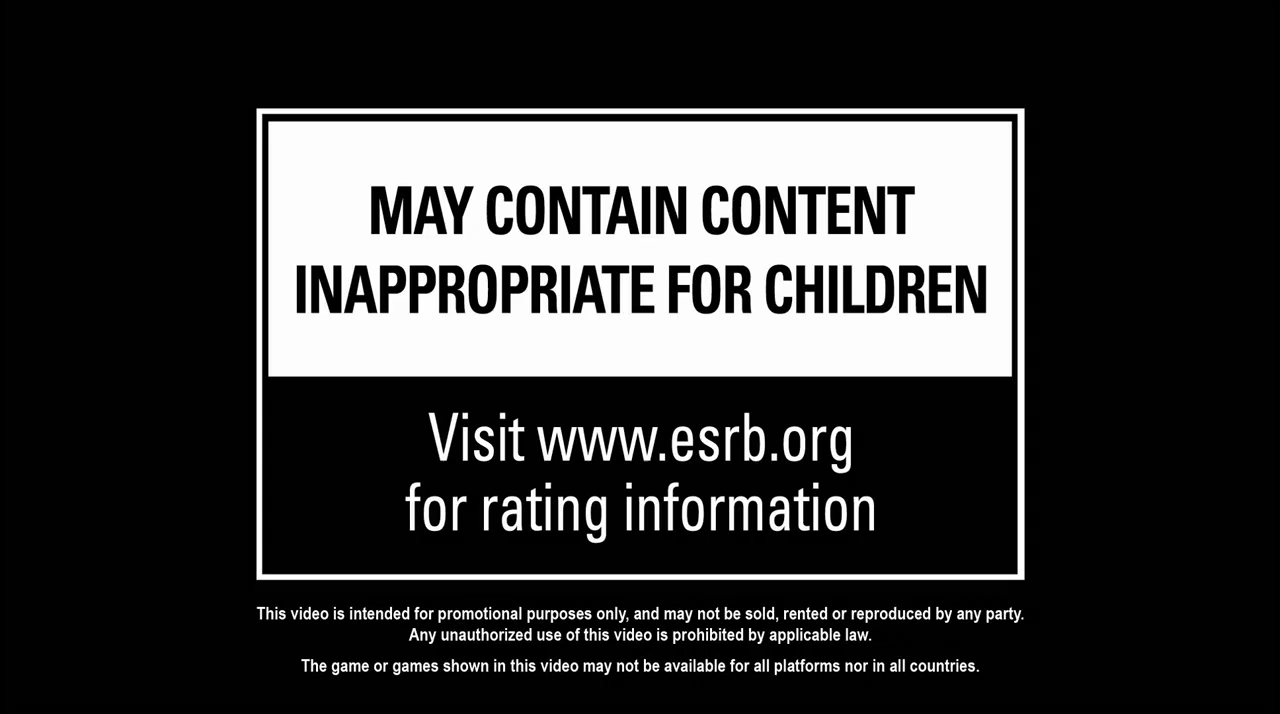 MAY CONTAIN CONTENT
INAPPROPRIATE FOR CHILDREN
Visit www.esrb.org
for rating information
This video is intended for promotional purposes only, and may not be sold, rented or reproduced by any party.
Any unauthorized use of this video is prohibited by applicable law.
The game or games shown in this video may not be available for all platforms nor in all countries.